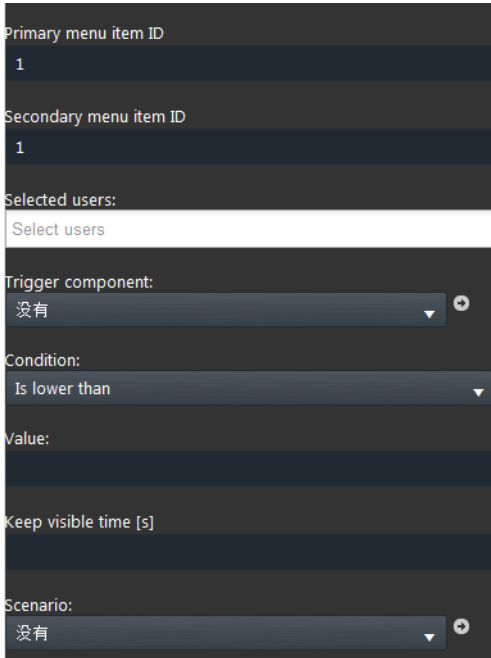 Primary menu item ID
1
Secondary menu item ID
1
Selected users:
Select users
Trigger component:
没有
Condition:
Is lower than
Value:
Keep visible time [s]
Scenario:
没有